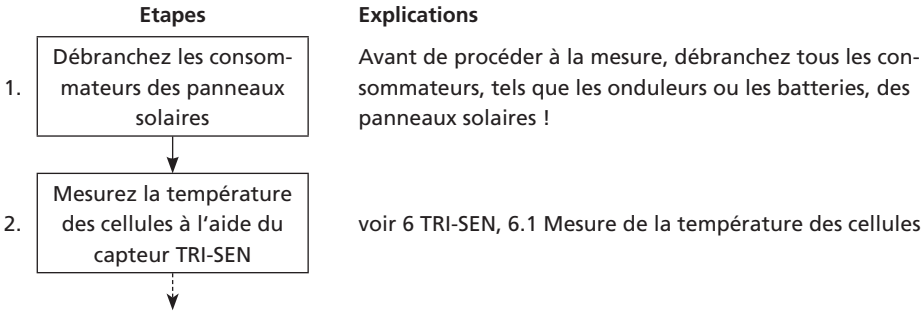 Etapes Explications
1.
Débranchez les consom-
mateurs des panneaux
solaires
Avant de procéder à la mesure, débranchez tous les con-
sommateurs, tels que les onduleurs ou les batteries, des
panneaux solaires !
2.
Mesurez la température
des cellules à l‘aide du
capteur TRI-SEN
voir 6 TRI-SEN, 6.1 Mesure de la température des cellules